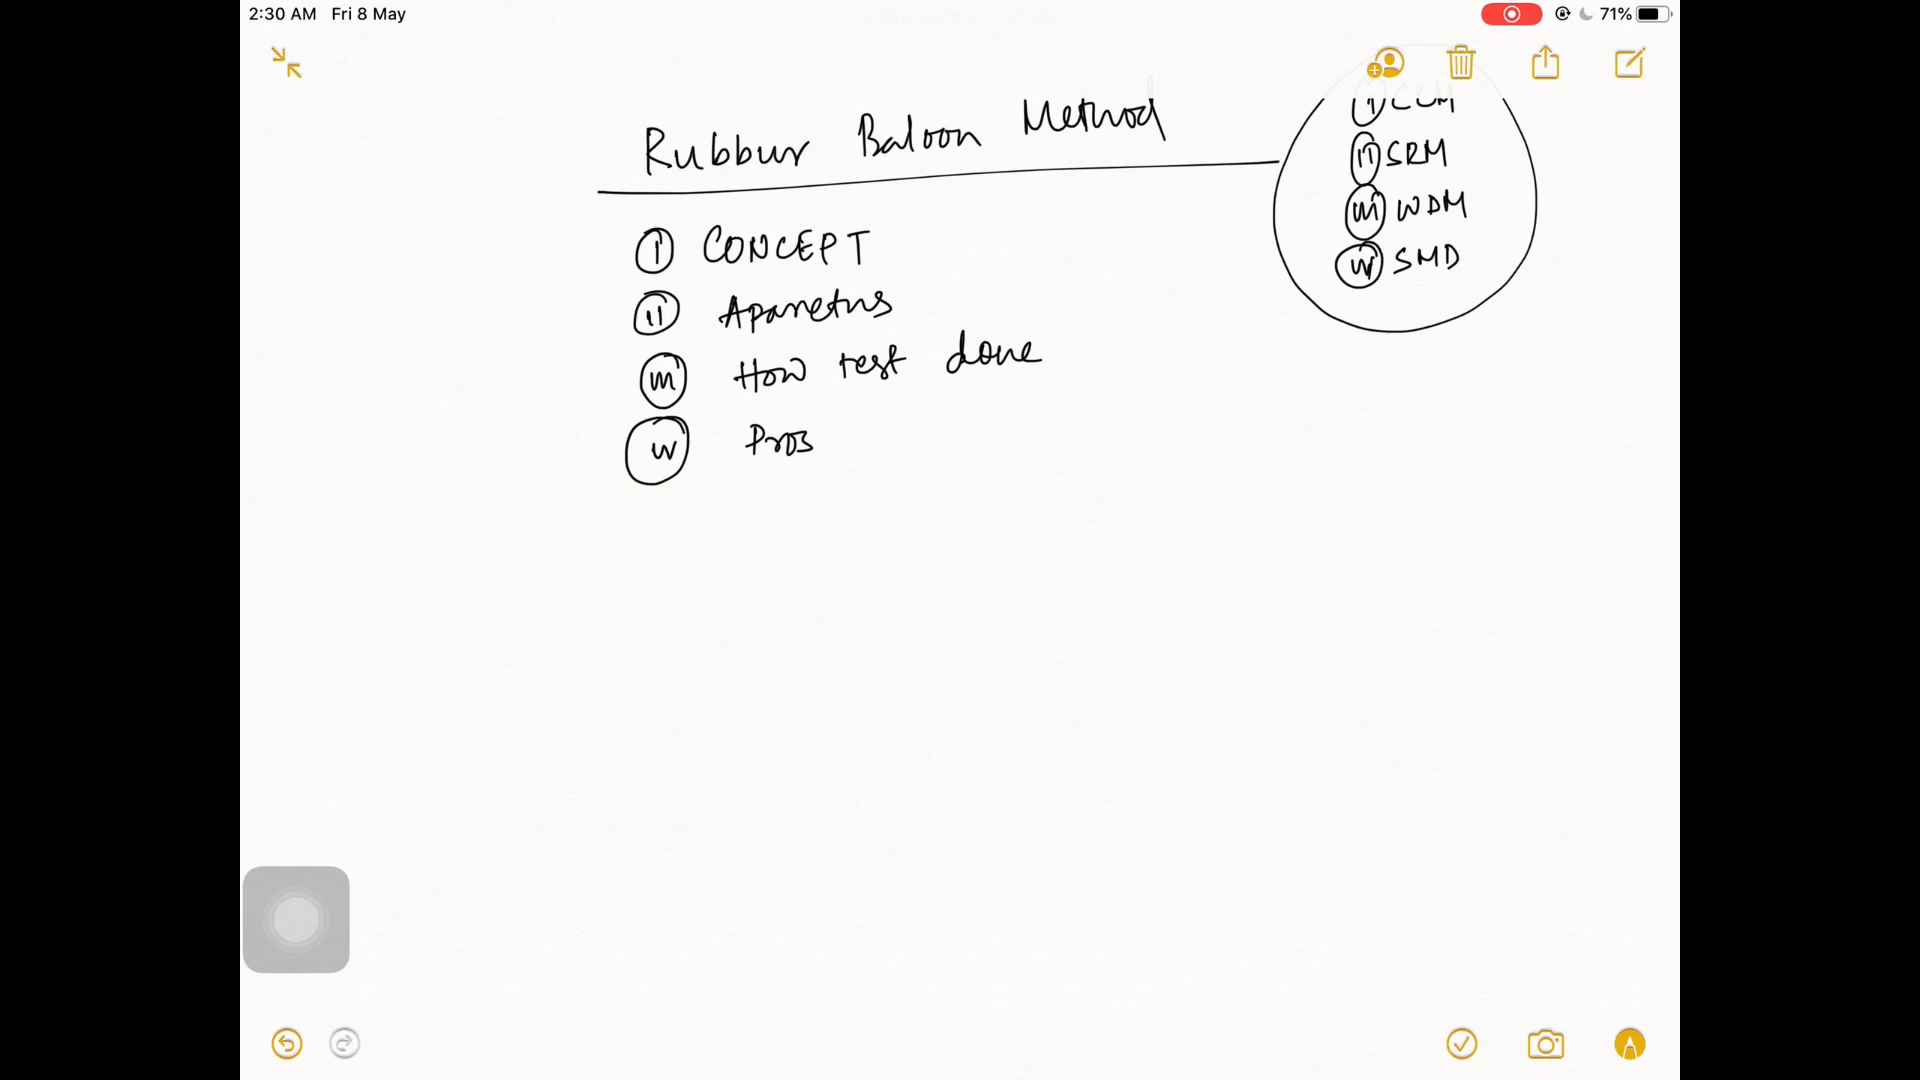 2:30 AM Fri 8 May
71%
Rubbur Baloon Method
I CONCEPT
II Aparetus
III How test done
IV Pros
I CCM
II SRM
III WDM
IV SMD